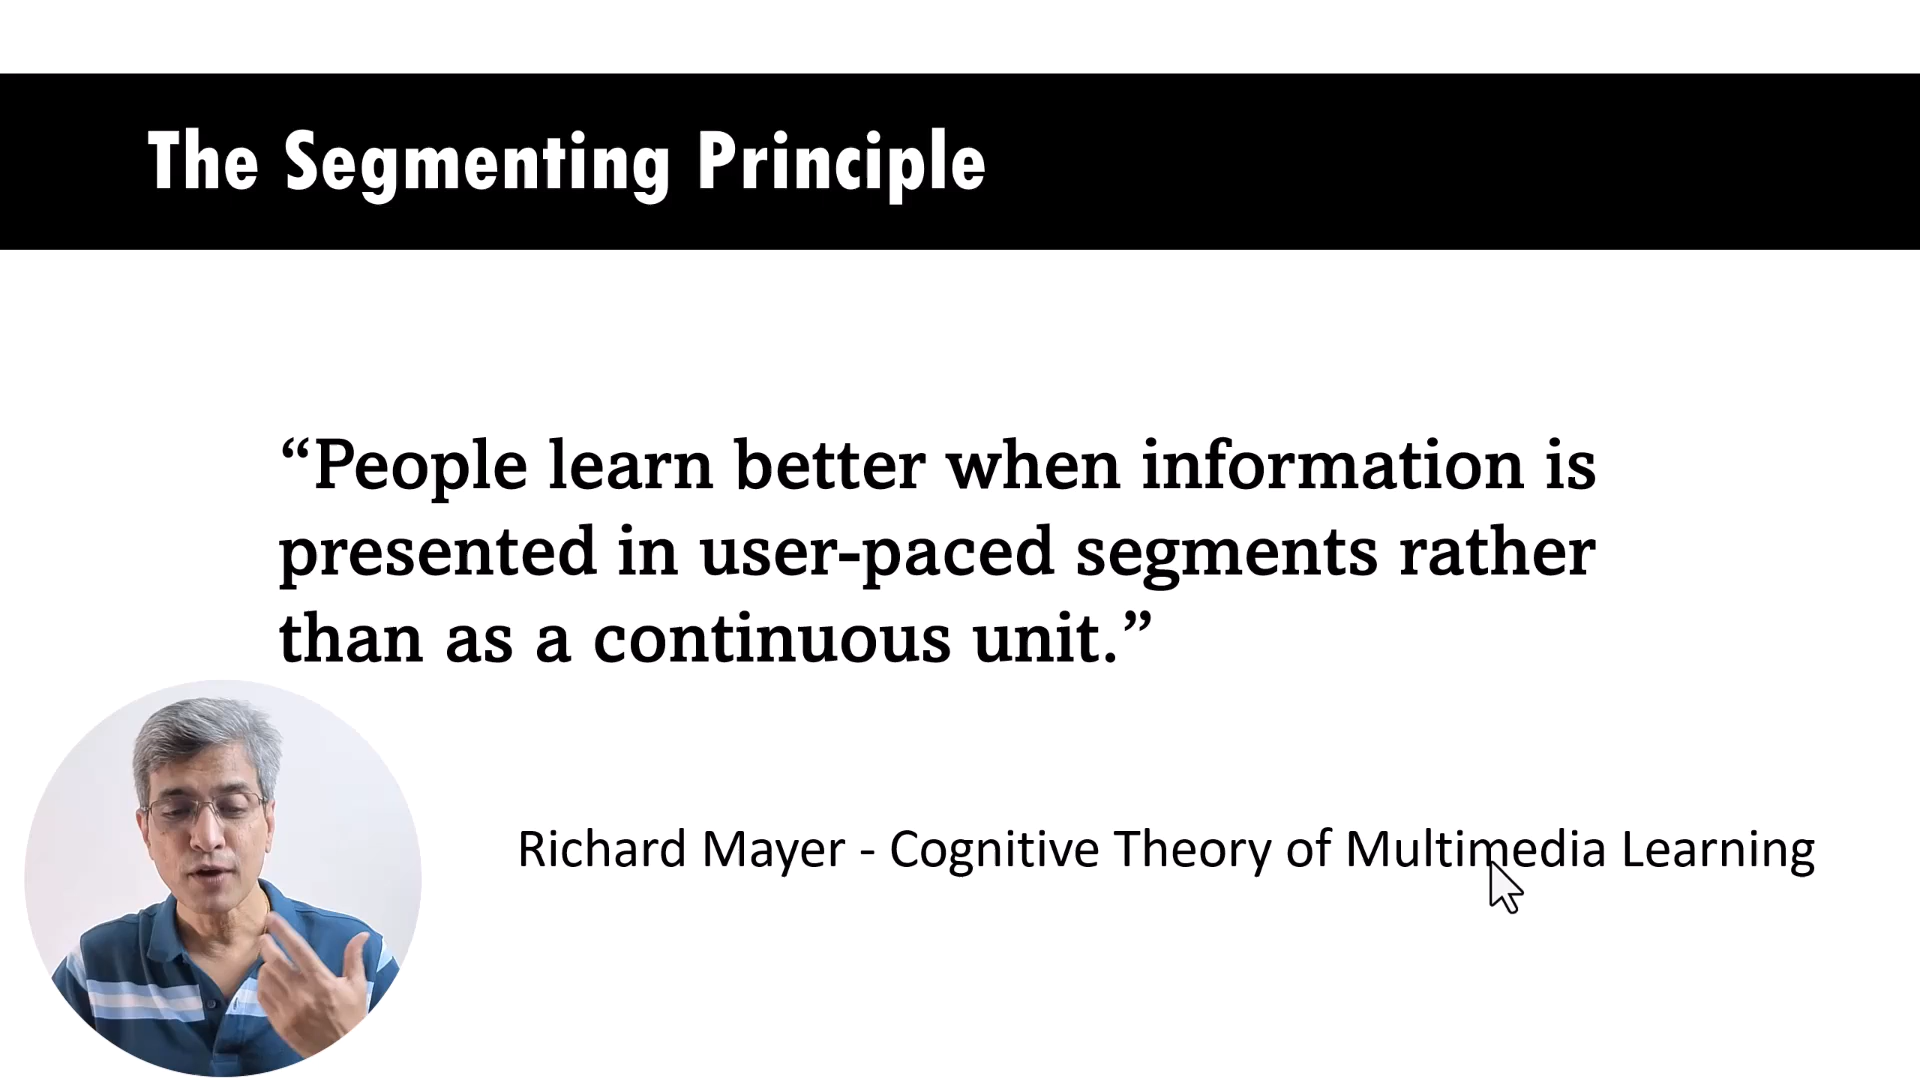 The Segmenting Principle
“People learn better when information is
presented in user-paced segments rather
than as a continuous unit.”
Richard Mayer - Cognitive Theory of Multimedia Learning